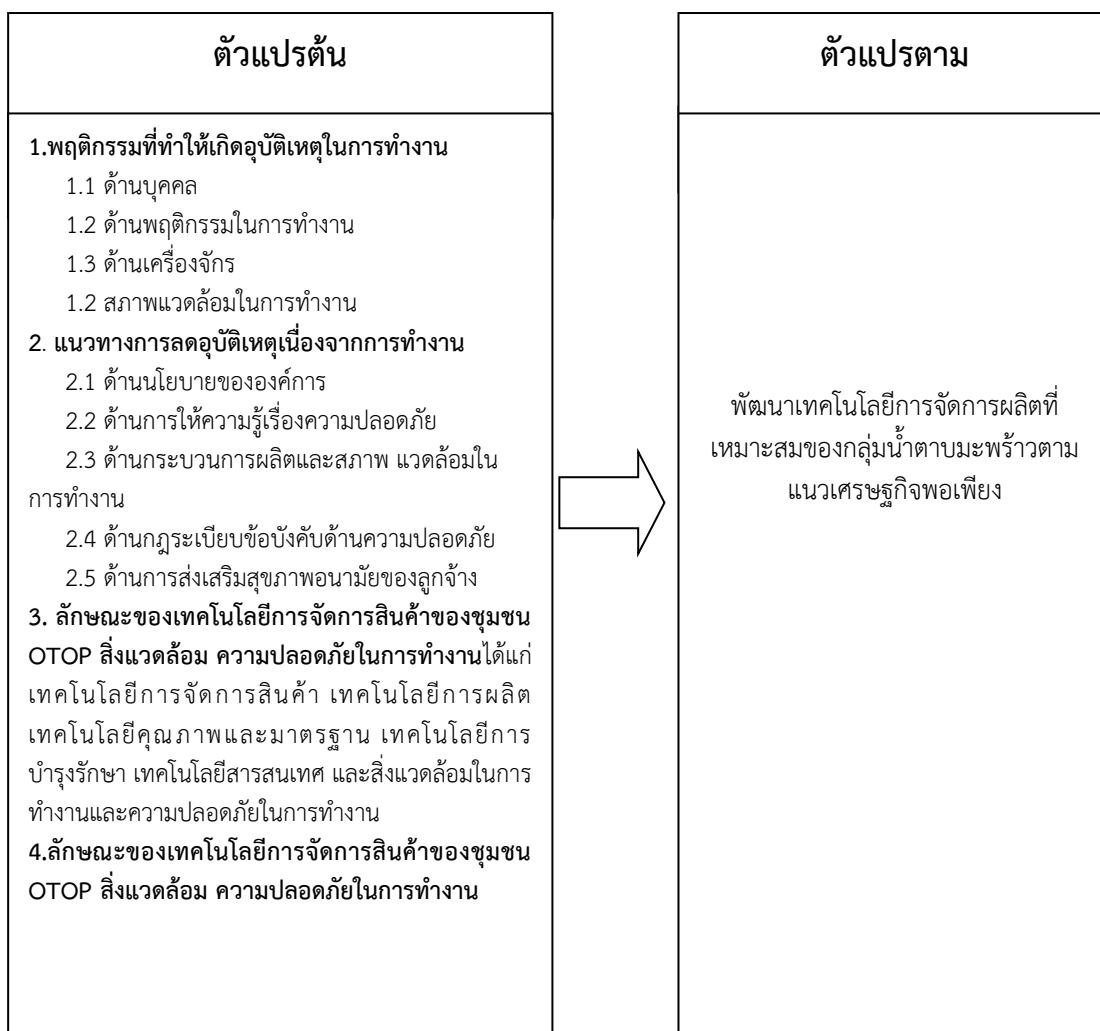 ตัวแปรต้น
1.พฤติกรรมที่ทำให้เกิดอุบัติเหตุในการทำงาน
1.1 ด้านบุคคล
1.2 ด้านพฤติกรรมในการทำงาน
1.3 ด้านเครื่องจักร
1.2 สภาพแวดล้อมในการทำงาน
2. แนวทางการลดอุบัติเหตุเนื่องจากการทำงาน
2.1 ด้านนโยบายขององค์การ
2.2 ด้านการให้ความรู้เรื่องความปลอดภัย
2.3 ด้านกระบวนการผลิตและสภาพ แวดล้อมใน
การทำงาน
2.4 ด้านกฎระเบียบข้อบังคับด้านความปลอดภัย
2.5 ด้านการส่งเสริมสุขภาพอนามัยของลูกจ้าง
3. ลักษณะของเทคโนโลยีการจัดการสินค้าของชุมชน
OTOP สิ่งแวดล้อม ความปลอดภัยในการทำงานได้แก่
เทคโนโลยีการจัดการสินค้า เทคโนโลยีการผลิต
เทคโนโลยีคุณภาพและมาตรฐาน เทคโนโลยีการ
บำรุงรักษา เทคโนโลยีสารสนเทศ และสิ่งแวดล้อมในการ
ทำงานและความปลอดภัยในการทำงาน
4.ลักษณะของเทคโนโลยีการจัดการสินค้าของชุมชน
OTOP สิ่งแวดล้อม ความปลอดภัยในการทำงาน
ตัวแปรตาม
พัฒนาเทคโนโลยีการจัดการผลิตที่
เหมาะสมของกลุ่มน้ำตาบมะพร้าวตาม
แนวเศรษฐกิจพอเพียง